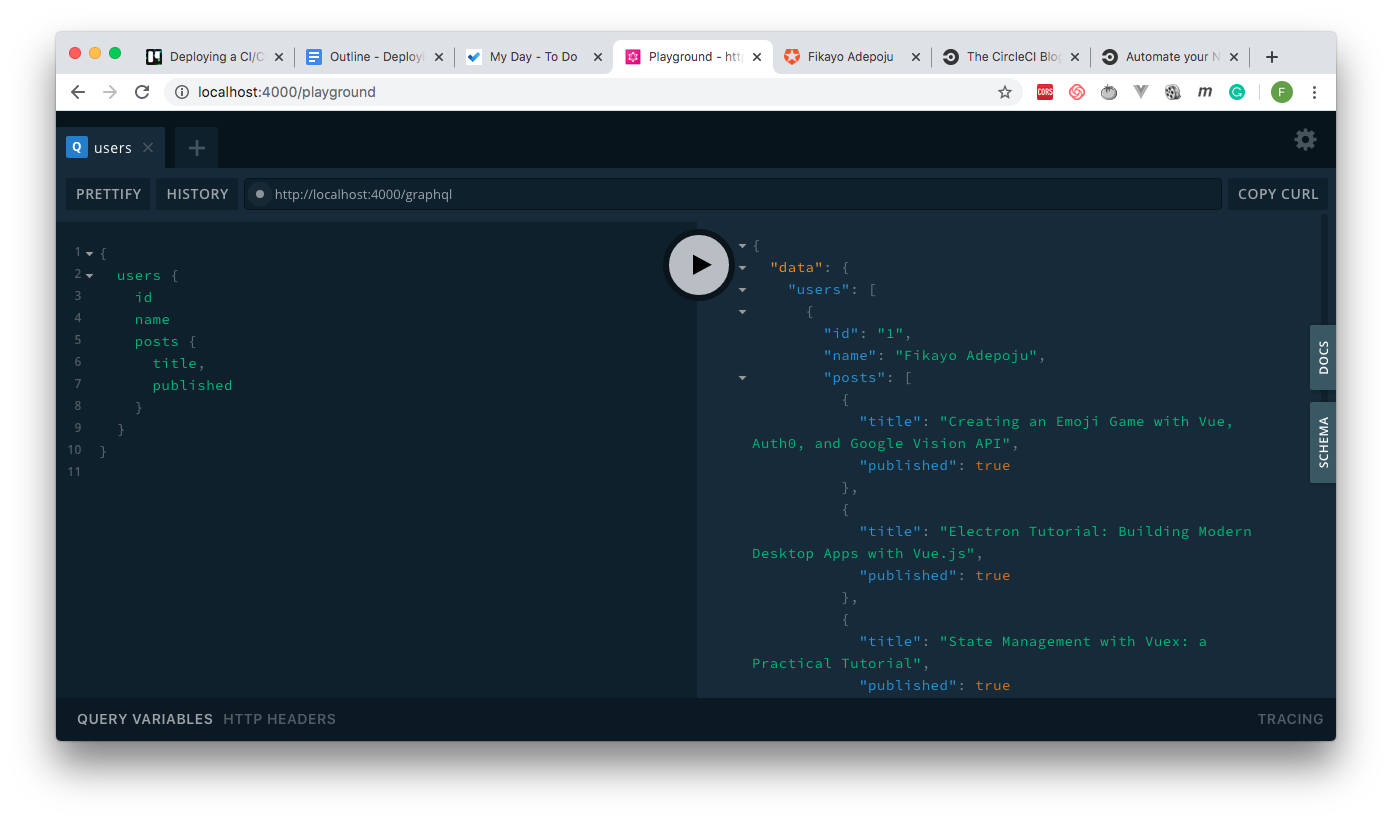 Deploying a CI/C
Outline - Deployi
My Day - To Do
Playground - htt
Fikayo Adepoju
The CircleCI Blog
Automate your N
localhost:4000/playground
CORS
m
G
F
Q users
PRETTIFY
HISTORY
http://localhost:4000/graphql
COPY CURL
1 {
2 users {
3 id
4 name
5 posts {
6 title,
7 published
8 }
9 }
10 }
11
{
"data": {
"users": [
{
"id": "1",
"name": "Fikayo Adepoju",
"posts": [
{
"title": "Creating an Emoji Game with Vue,
Auth0, and Google Vision API",
"published": true
},
{
"title": "Electron Tutorial: Building Modern
Desktop Apps with Vue.js",
"published": true
},
{
"title": "State Management with Vuex: a
Practical Tutorial",
"published": true
DOCS
SCHEMA
QUERY VARIABLES
HTTP HEADERS
TRACING